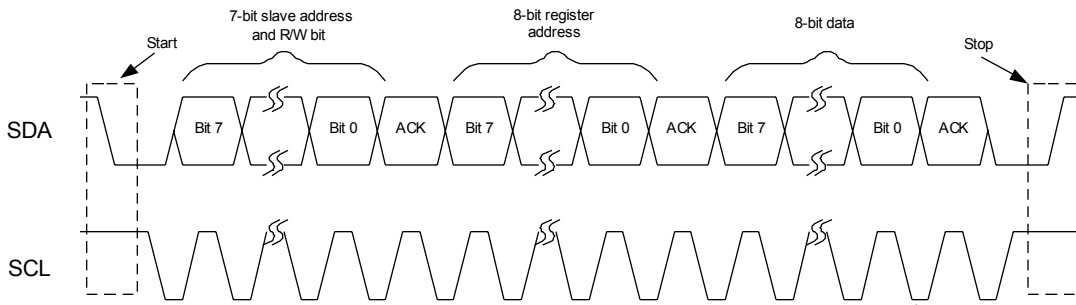 7-bit slave address
and R/W bit
8-bit register
address
8-bit data
Start
Stop
SDA
Bit 7
Bit 0
ACK
Bit 7
Bit 0
ACK
Bit 7
Bit 0
ACK
SCL